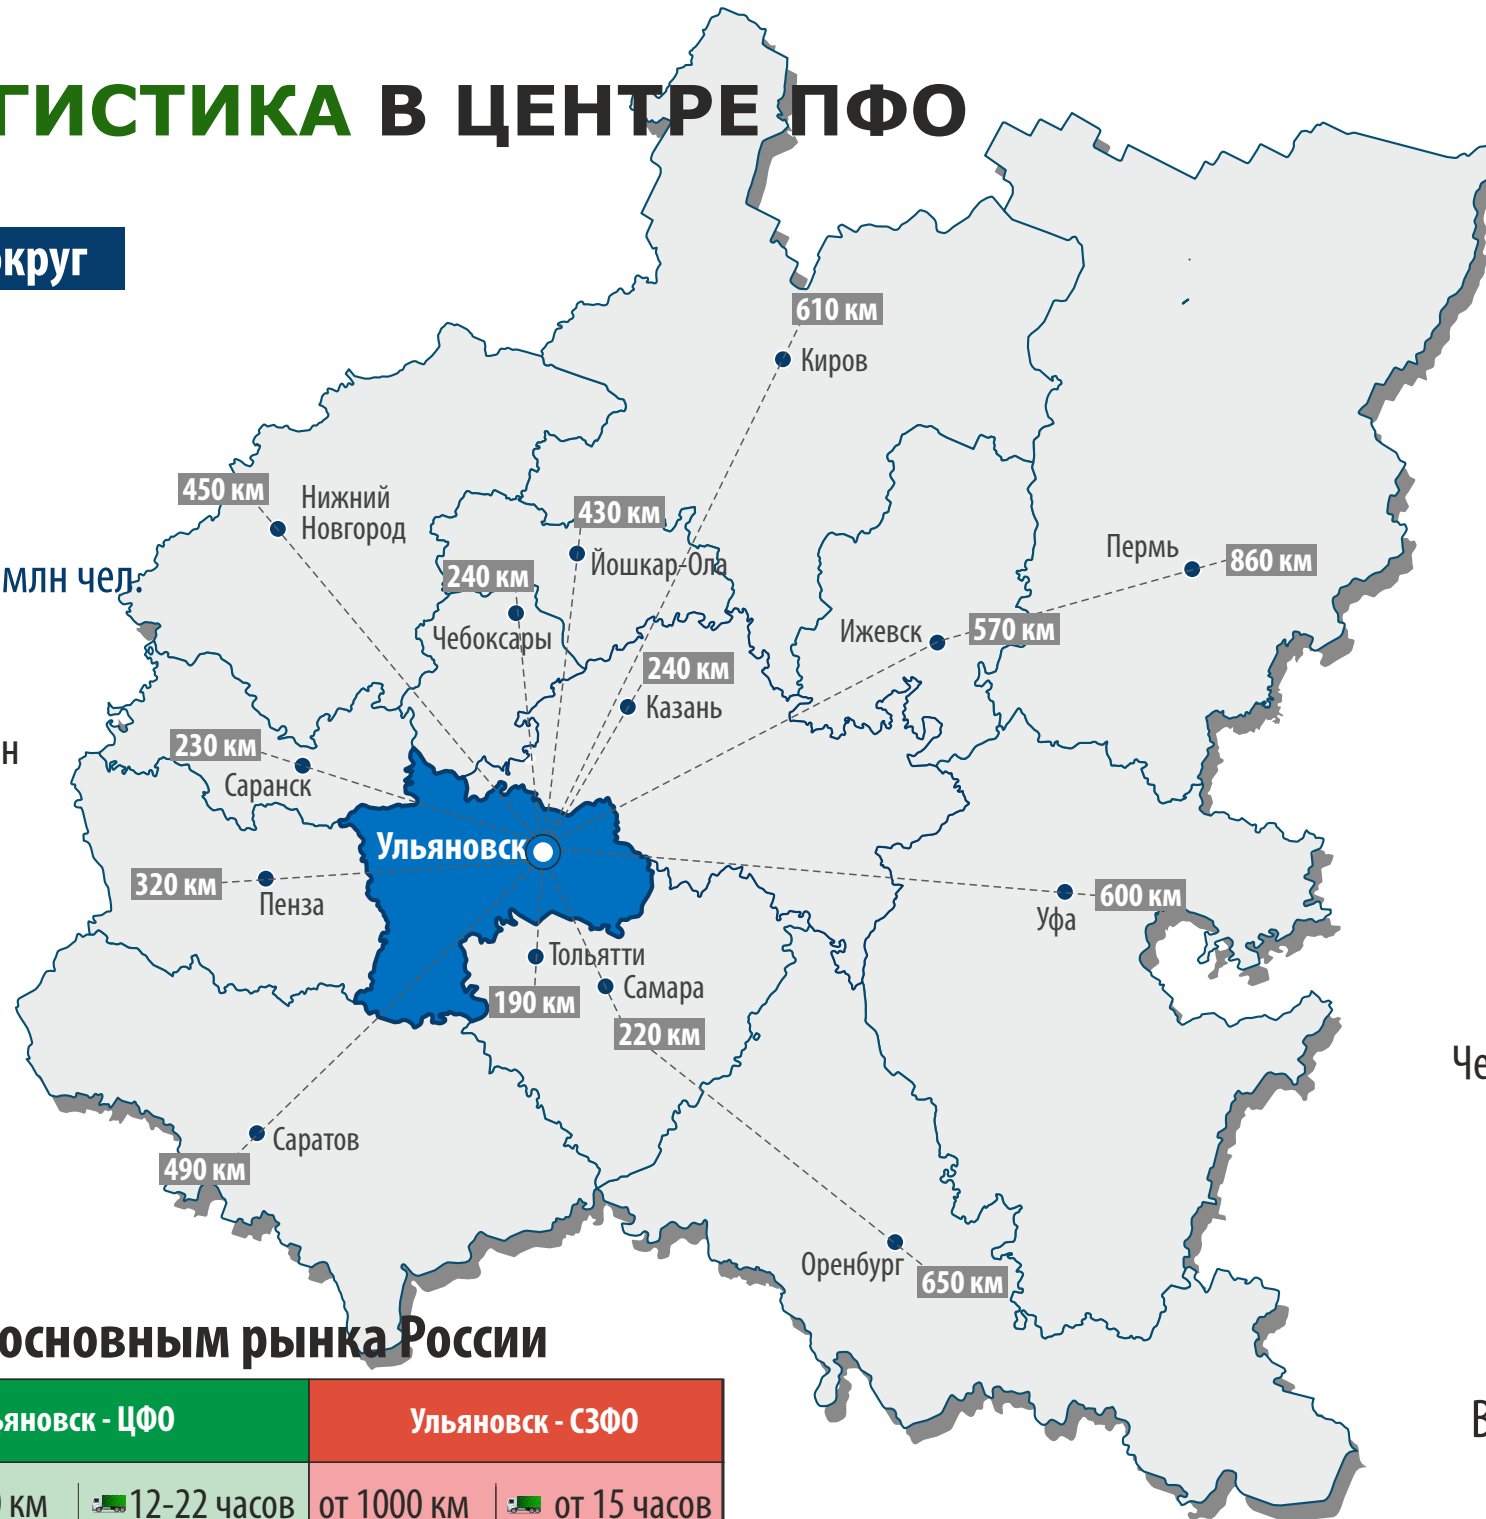 ГИСТИКА В ЦЕНТРЕ ПФО
округ
610 км
Киров
450 км
Нижний
Новгород
430 км
Йошкар-Ола
240 км
Чебоксары
млн чел.
Пермь
860 км
Ижевск
570 км
240 км
Казань
н
230 км
Саранск
Ульяновск
320 км
Пенза
600 км
Уфа
Тольятти
190 км
Самара
220 км
Че
Саратов
490 км
Оренбург
650 км
основным рынка России
ьяновск - ЦФО
Ульяновск - СЗФО
В
км
12-22 часов
от 1000 км
от 15 часов